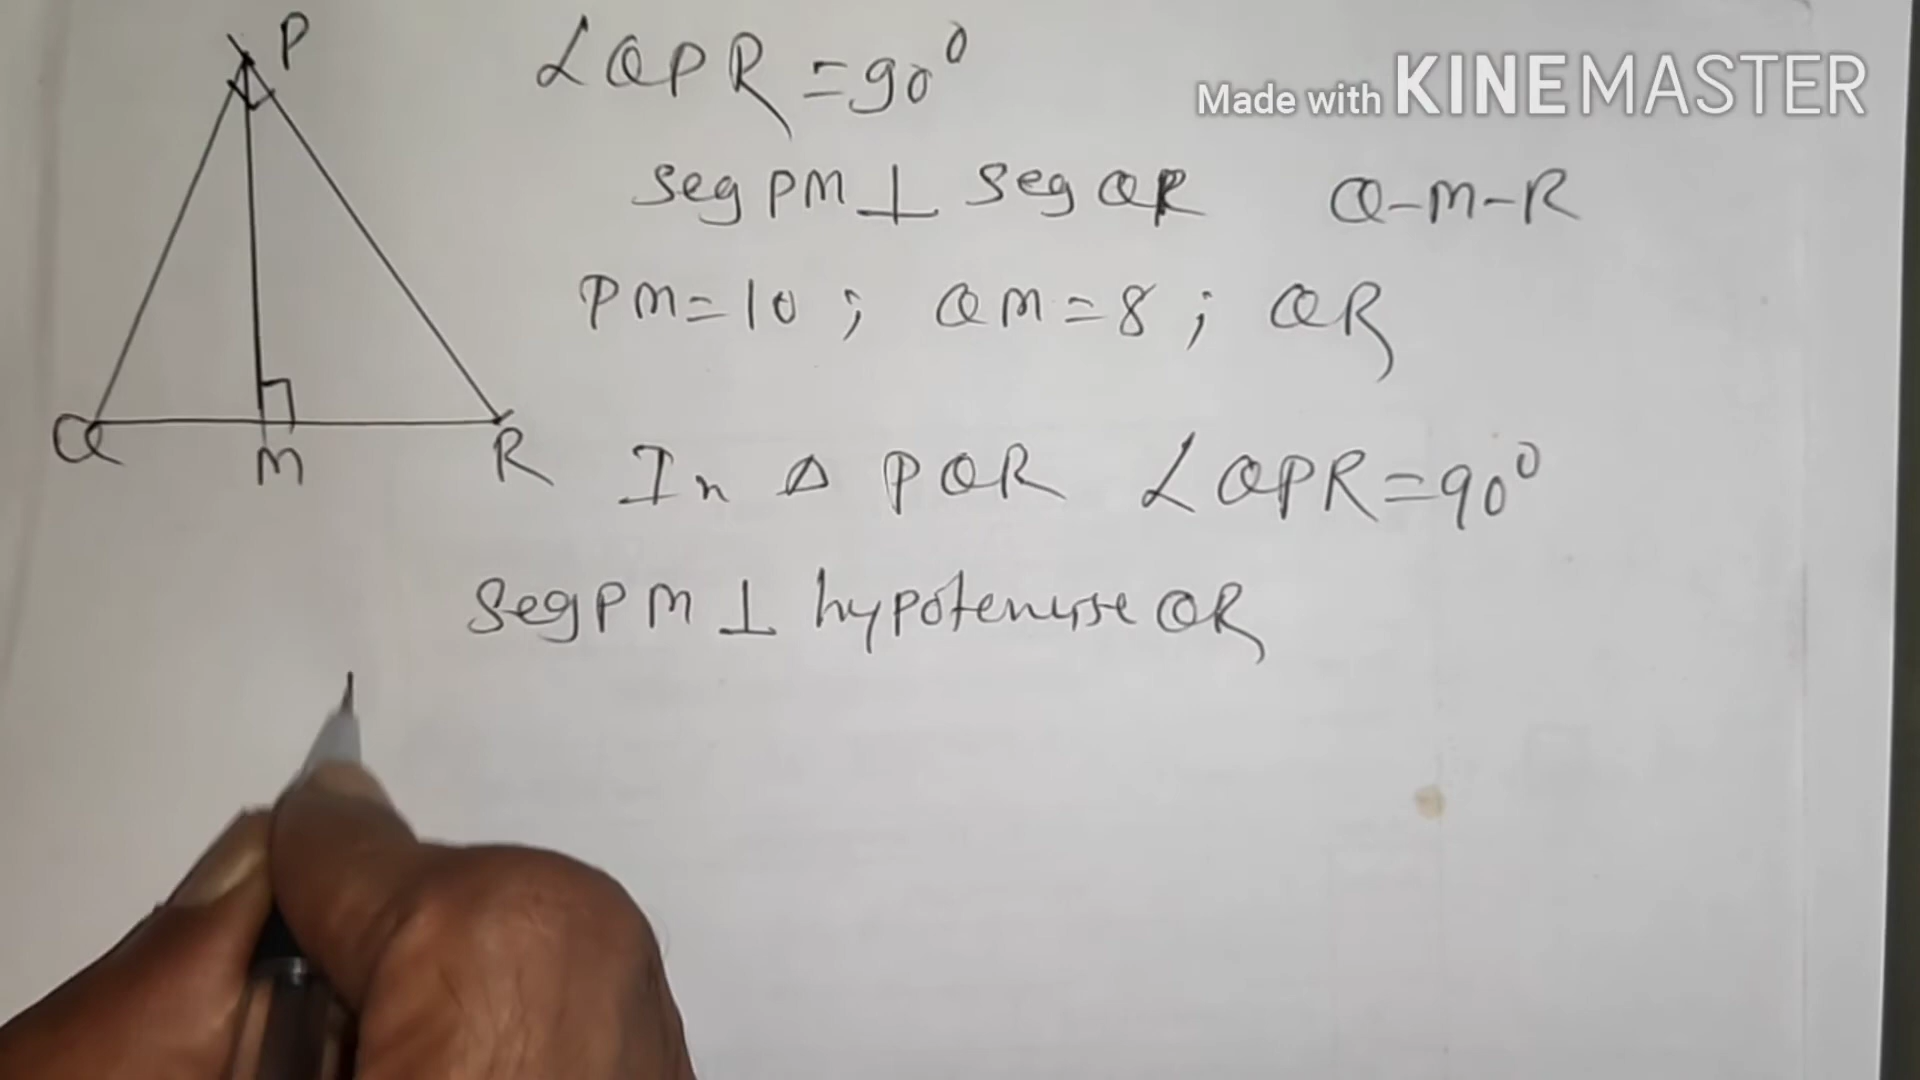 P
∠QPR = 90°
Made with KINEMASTER
seg PM ⊥ seg QR Q-M-R
PM = 10 ; QM = 8 ; QR
Q M R
In △ PQR ∠QPR = 90°
seg PM ⊥ hypotenuse QR